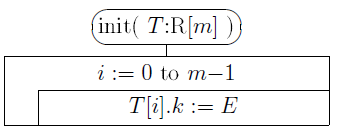 init( T:R[m] )
i := 0 to m−1
T[i].k := E